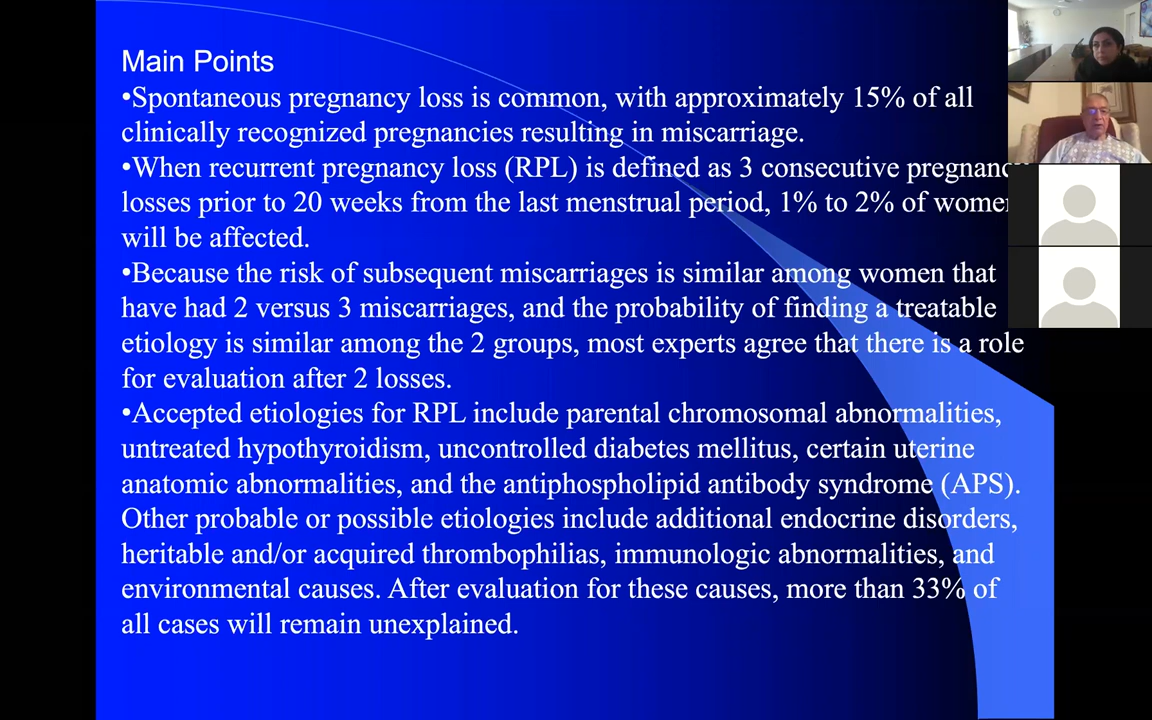 Main Points
•Spontaneous pregnancy loss is common, with approximately 15% of all
clinically recognized pregnancies resulting in miscarriage.
•When recurrent pregnancy loss (RPL) is defined as 3 consecutive pregnancy
losses prior to 20 weeks from the last menstrual period, 1% to 2% of women
will be affected.
•Because the risk of subsequent miscarriages is similar among women that
have had 2 versus 3 miscarriages, and the probability of finding a treatable
etiology is similar among the 2 groups, most experts agree that there is a role
for evaluation after 2 losses.
•Accepted etiologies for RPL include parental chromosomal abnormalities,
untreated hypothyroidism, uncontrolled diabetes mellitus, certain uterine
anatomic abnormalities, and the antiphospholipid antibody syndrome (APS).
Other probable or possible etiologies include additional endocrine disorders,
heritable and/or acquired thrombophilias, immunologic abnormalities, and
environmental causes. After evaluation for these causes, more than 33% of
all cases will remain unexplained.